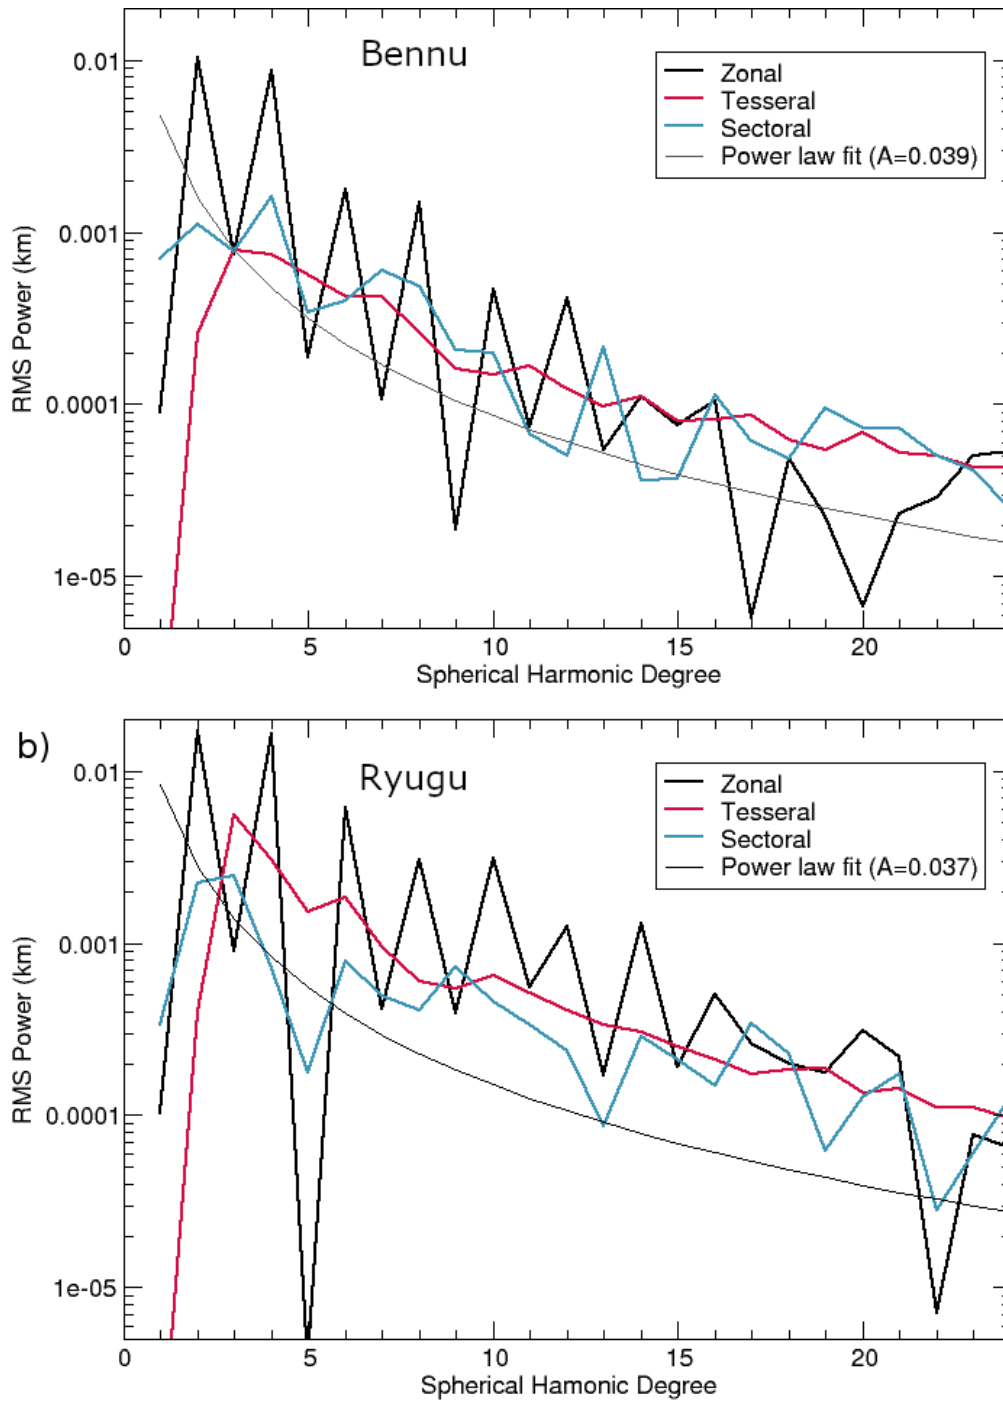 Bennu
Zonal
Tesseral
Sectoral
Power law fit (A=0.039)
0.01
0.001
0.0001
1e-05
RMS Power (km)
0 5 10 15 20
Spherical Harmonic Degree
b)
Ryugu
Zonal
Tesseral
Sectoral
Power law fit (A=0.037)
0.01
0.001
0.0001
1e-05
RMS Power (km)
0 5 10 15 20
Spherical Hamonic Degree